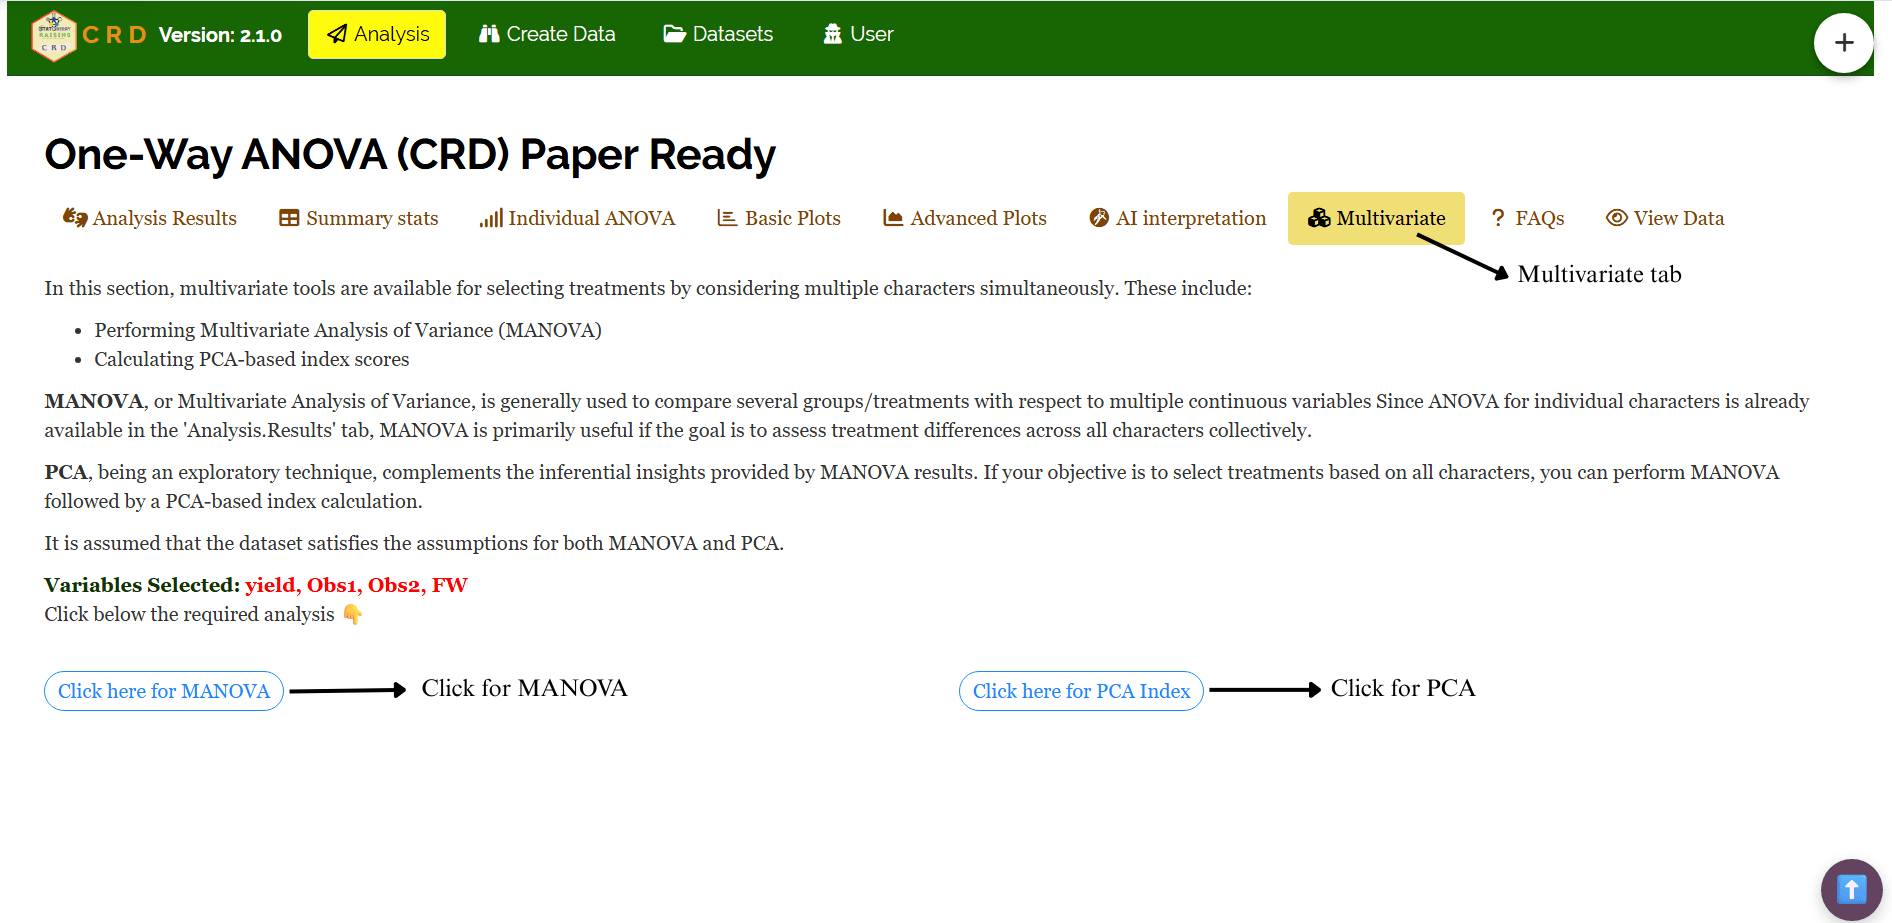 C R D Version: 2.1.0 Analysis Create Data Datasets User
RAISING
C R D
One-Way ANOVA (CRD) Paper Ready
Analysis Results Summary stats Individual ANOVA Basic Plots Advanced Plots AI interpretation Multivariate ? FAQs View Data
Multivariate tab
In this section, multivariate tools are available for selecting treatments by considering multiple characters simultaneously. These include:
• Performing Multivariate Analysis of Variance (MANOVA)
• Calculating PCA-based index scores
MANOVA, or Multivariate Analysis of Variance, is generally used to compare several groups/treatments with respect to multiple continuous variables Since ANOVA for individual characters is already
available in the 'Analysis.Results' tab, MANOVA is primarily useful if the goal is to assess treatment differences across all characters collectively.
PCA, being an exploratory technique, complements the inferential insights provided by MANOVA results. If your objective is to select treatments based on all characters, you can perform MANOVA
followed by a PCA-based index calculation.
It is assumed that the dataset satisfies the assumptions for both MANOVA and PCA.
Variables Selected: yield, Obs1, Obs2, FW
Click below the required analysis 👇
Click here for MANOVA Click for MANOVA Click here for PCA Index Click for PCA